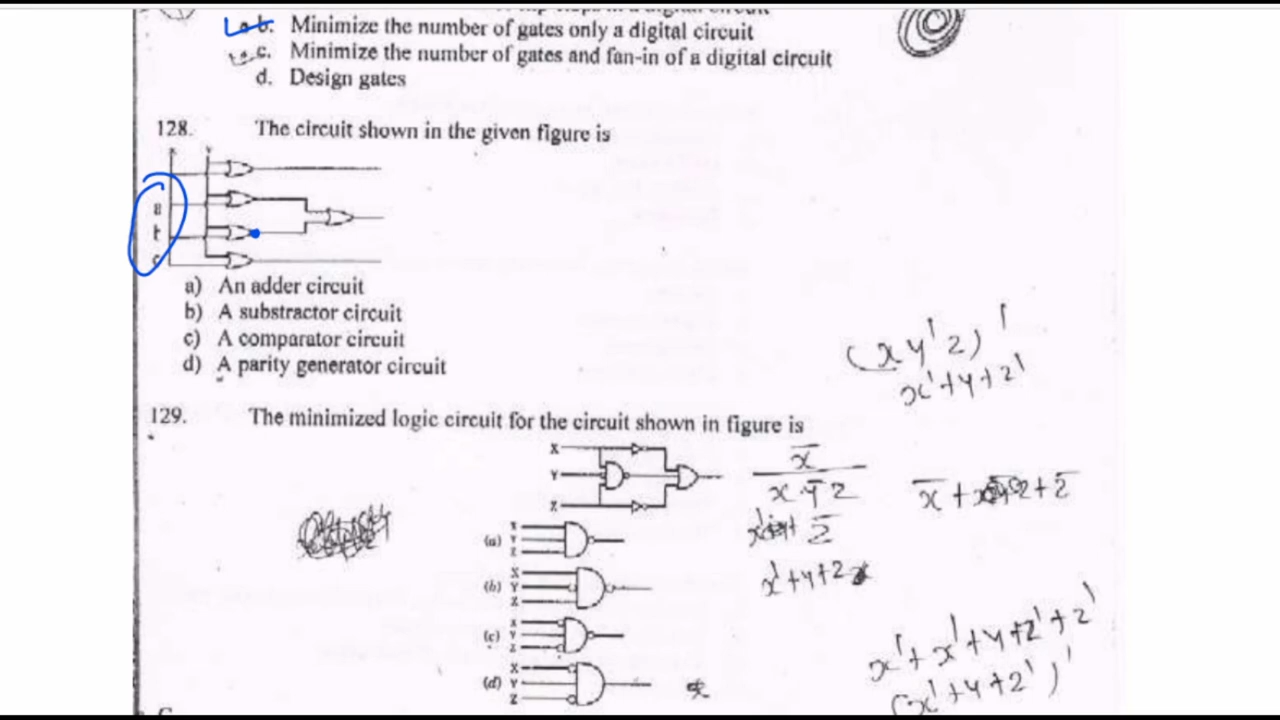 b. Minimize the number of gates only a digital circuit
c. Minimize the number of gates and fan-in of a digital circuit
d. Design gates
128. The circuit shown in the given figure is
a) An adder circuit
b) A substractor circuit
c) A comparator circuit
d) A parity generator circuit
(xy'z)'
x'+y+z'
129. The minimized logic circuit for the circuit shown in figure is
X
Y
Z
(a) X Y Z
(b) X Y Z
(c) X Y Z
(d) X Y Z
x'+y+z
x'+x'+y+z'+z'
(x'+y+z')'